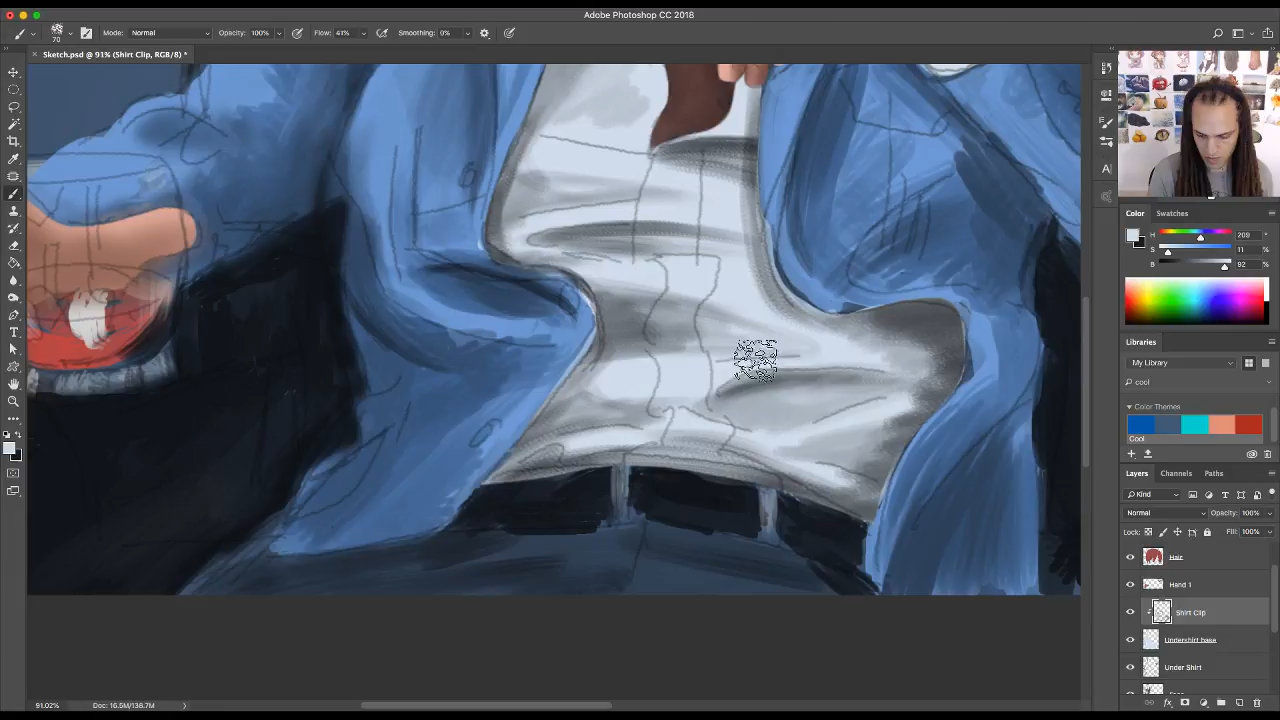 Adobe Photoshop CC 2018
70
Mode: Normal
Opacity: 100%
Flow: 41%
Smoothing: 0%
Sketch.psd @ 91% (Shirt Clip, RGB/8) *
Color
Swatches
H
209
°
S
11
%
B
92
%
Libraries
My Library
cool
Color Themes
Cool
Layers
Channels
Paths
Kind
Normal
Opacity: 100%
Lock:
Fill: 100%
Hair
Hand 1
Shirt Clip
Undershirt base
Under Shirt
91.02%
Doc: 16.5M/138.7M